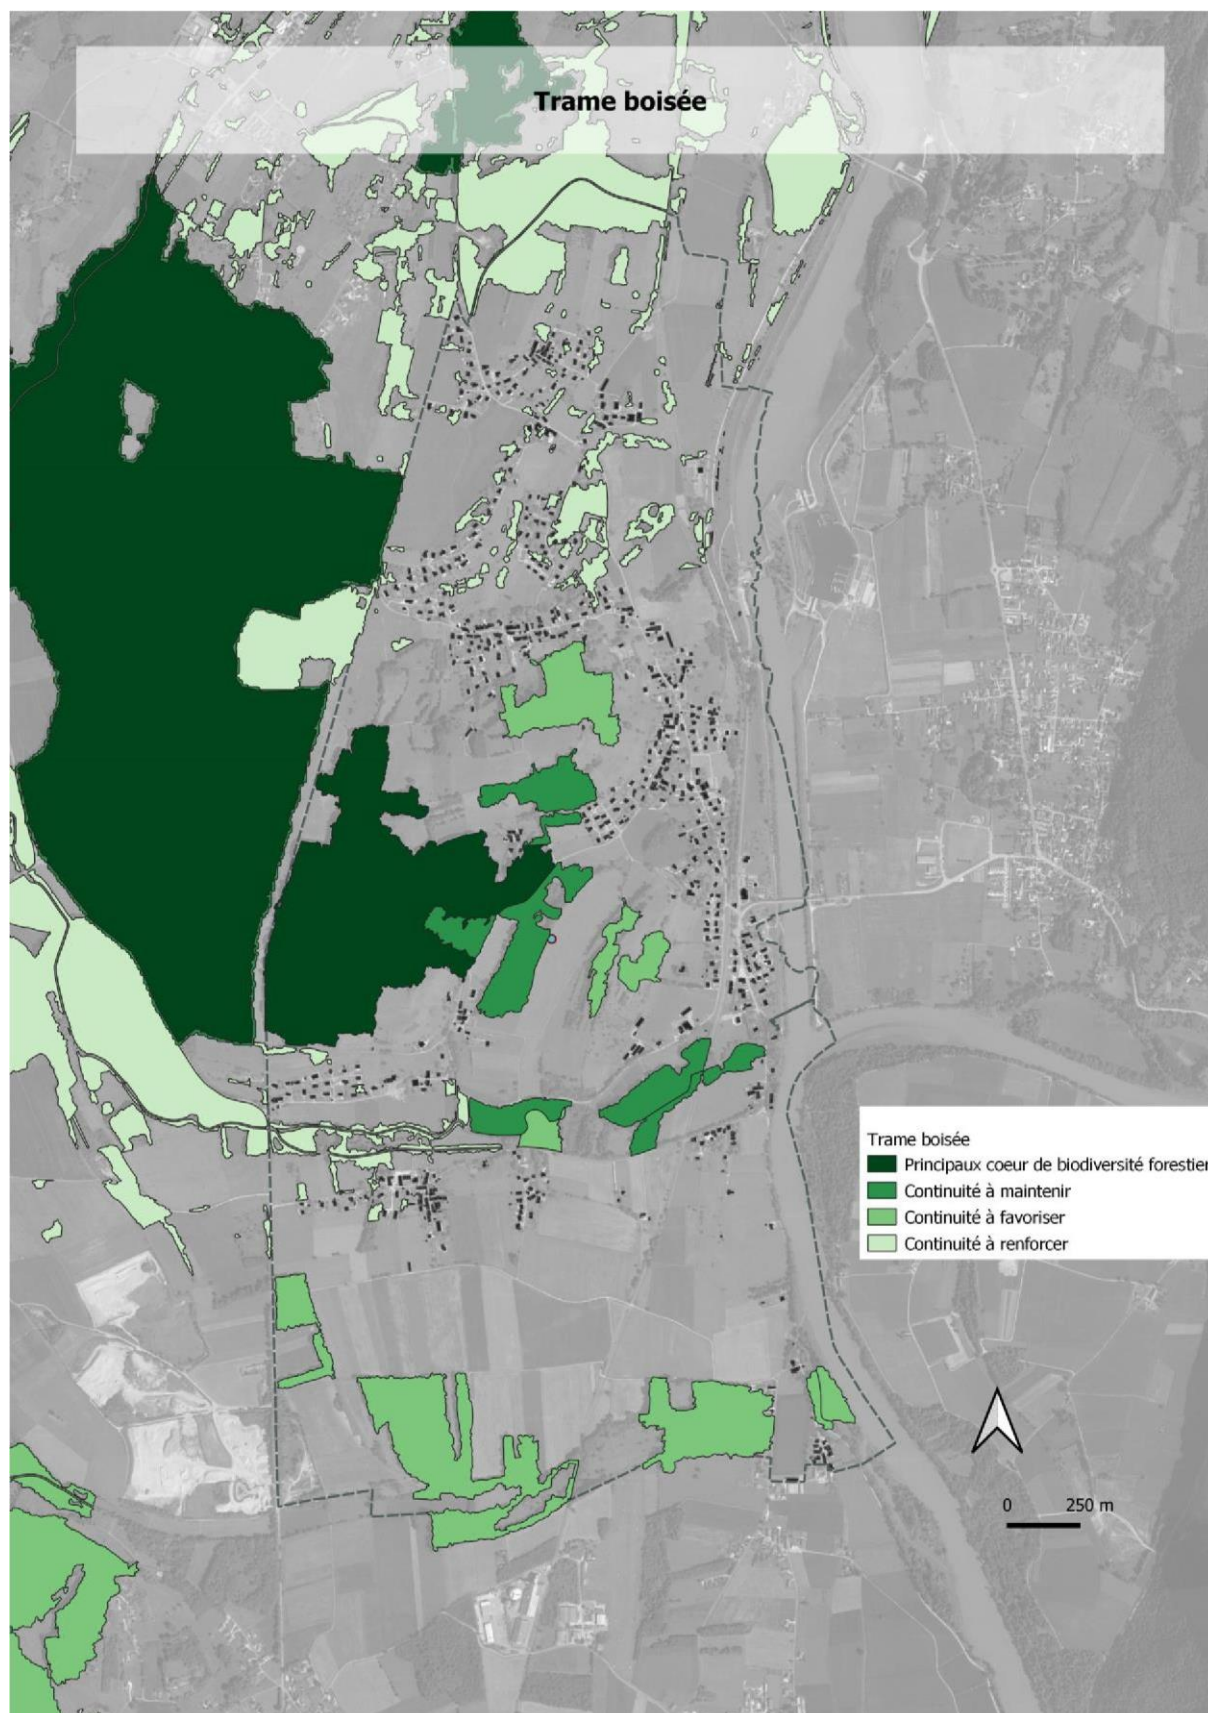 Trame boisée
Trame boisée
Principaux coeur de biodiversité forestier
Continuité à maintenir
Continuité à favoriser
Continuité à renforcer
0 250 m